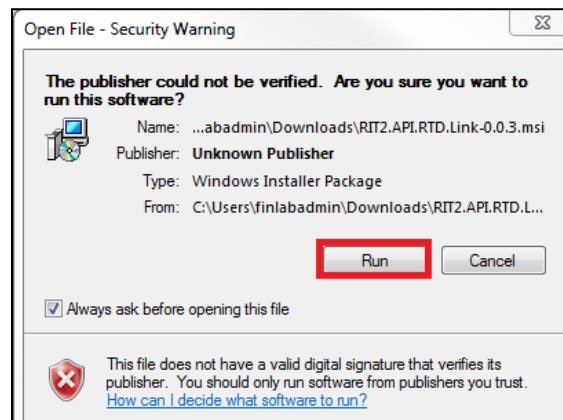 Open File - Security Warning
The publisher could not be verified.  Are you sure you want to
run this software?
Name: ...abadmin\Downloads\RIT2.API.RTD.Link-0.0.3.msi
Publisher: Unknown Publisher
Type: Windows Installer Package
From: C:\Users\finlabadmin\Downloads\RIT2.API.RTD.L...
Run Cancel
Always ask before opening this file
This file does not have a valid digital signature that verifies its
publisher.  You should only run software from publishers you trust.
How can I decide what software to run?